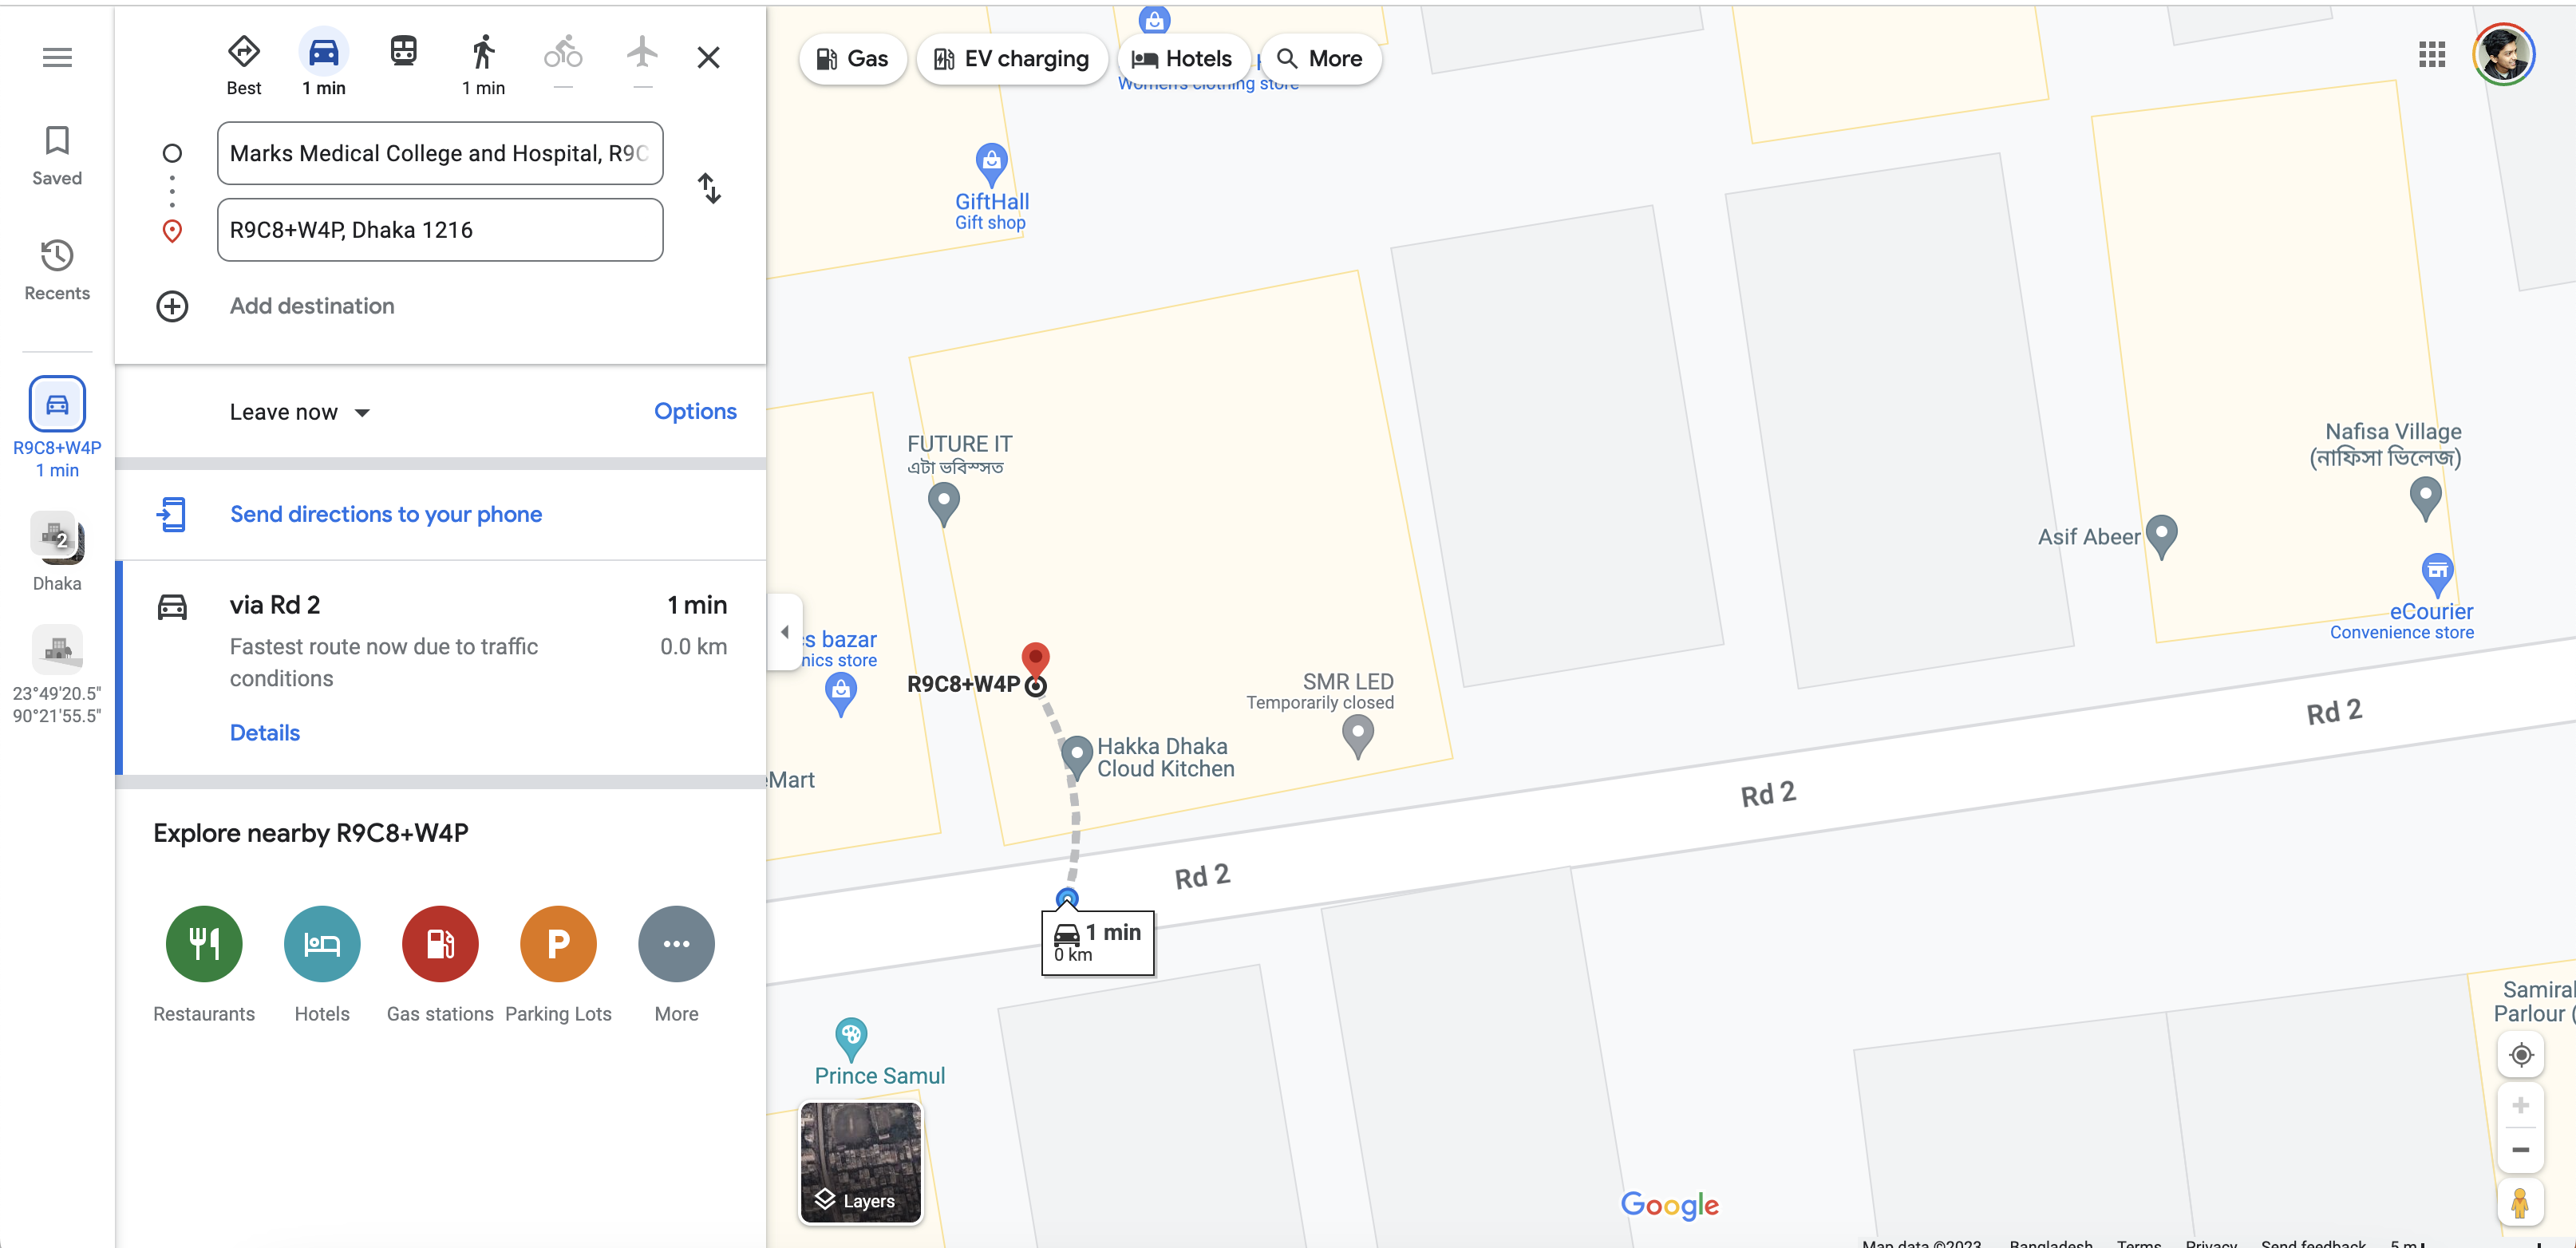 Best
1 min
1 min
—
—
Marks Medical College and Hospital, R9C
R9C8+W4P, Dhaka 1216
Add destination
Saved
Recents
R9C8+W4P
1 min
2
Dhaka
23°49'20.5"
90°21'55.5"
Leave now
Options
Send directions to your phone
via Rd 2
1 min
Fastest route now due to traffic
conditions
0.0 km
Details
Explore nearby R9C8+W4P
P
Restaurants
Hotels
Gas stations
Parking Lots
More
Gas
EV charging
Hotels
More
Women's clothing store
GiftHall
Gift shop
FUTURE IT
এটা ভবিস্সত
Nafisa Village
(নাফিসা ভিলেজ)
Asif Abeer
eCourier
Convenience store
cs bazar
nics store
R9C8+W4P
SMR LED
Temporarily closed
Hakka Dhaka
Cloud Kitchen
eMart
Rd 2
Rd 2
Rd 2
1 min
0 km
Prince Samul
Samiral
Parlour (
Layers
Google
Map data ©2023
Bangladesh
Terms
Privacy
Send feedback
5 m